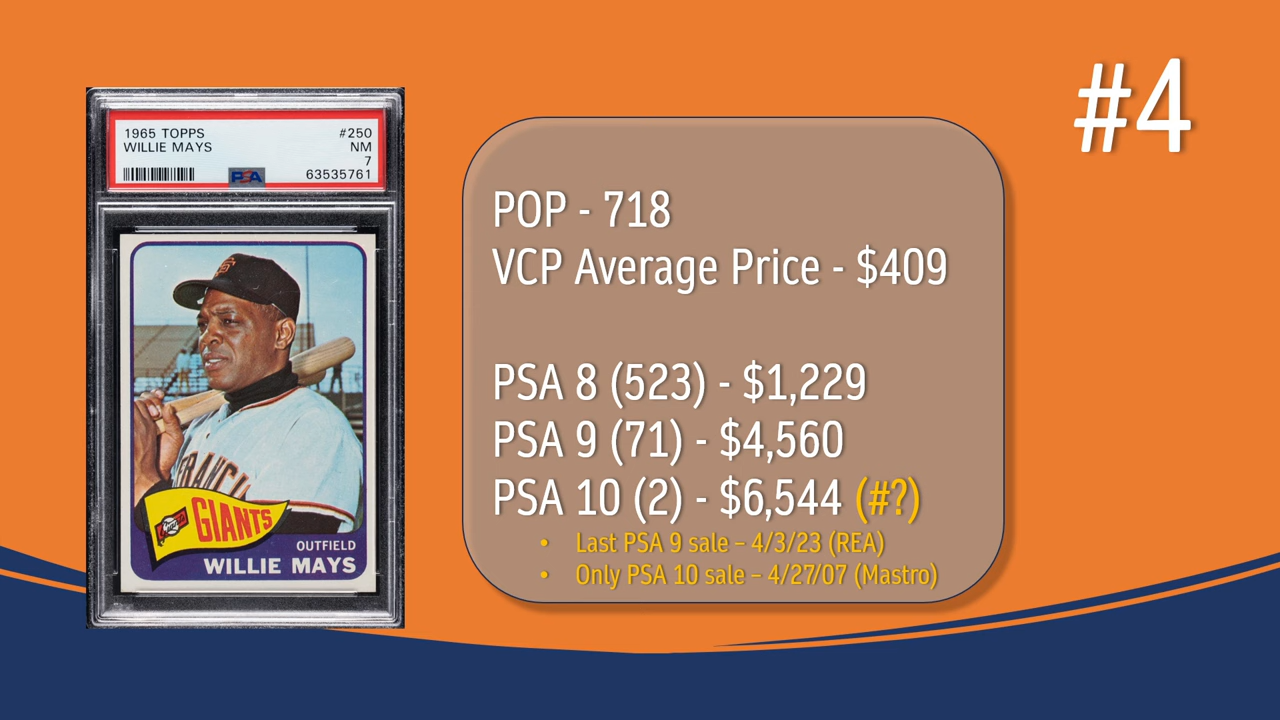 #4
1965 TOPPS #250
WILLIE MAYS NM
7
PSA 63535761
FRANCI
GIANTS
OUTFIELD
WILLIE MAYS
POP - 718
VCP Average Price - $409
PSA 8 (523) - $1,229
PSA 9 (71) - $4,560
PSA 10 (2) - $6,544 (#?)
• Last PSA 9 sale – 4/3/23 (REA)
• Only PSA 10 sale – 4/27/07 (Mastro)